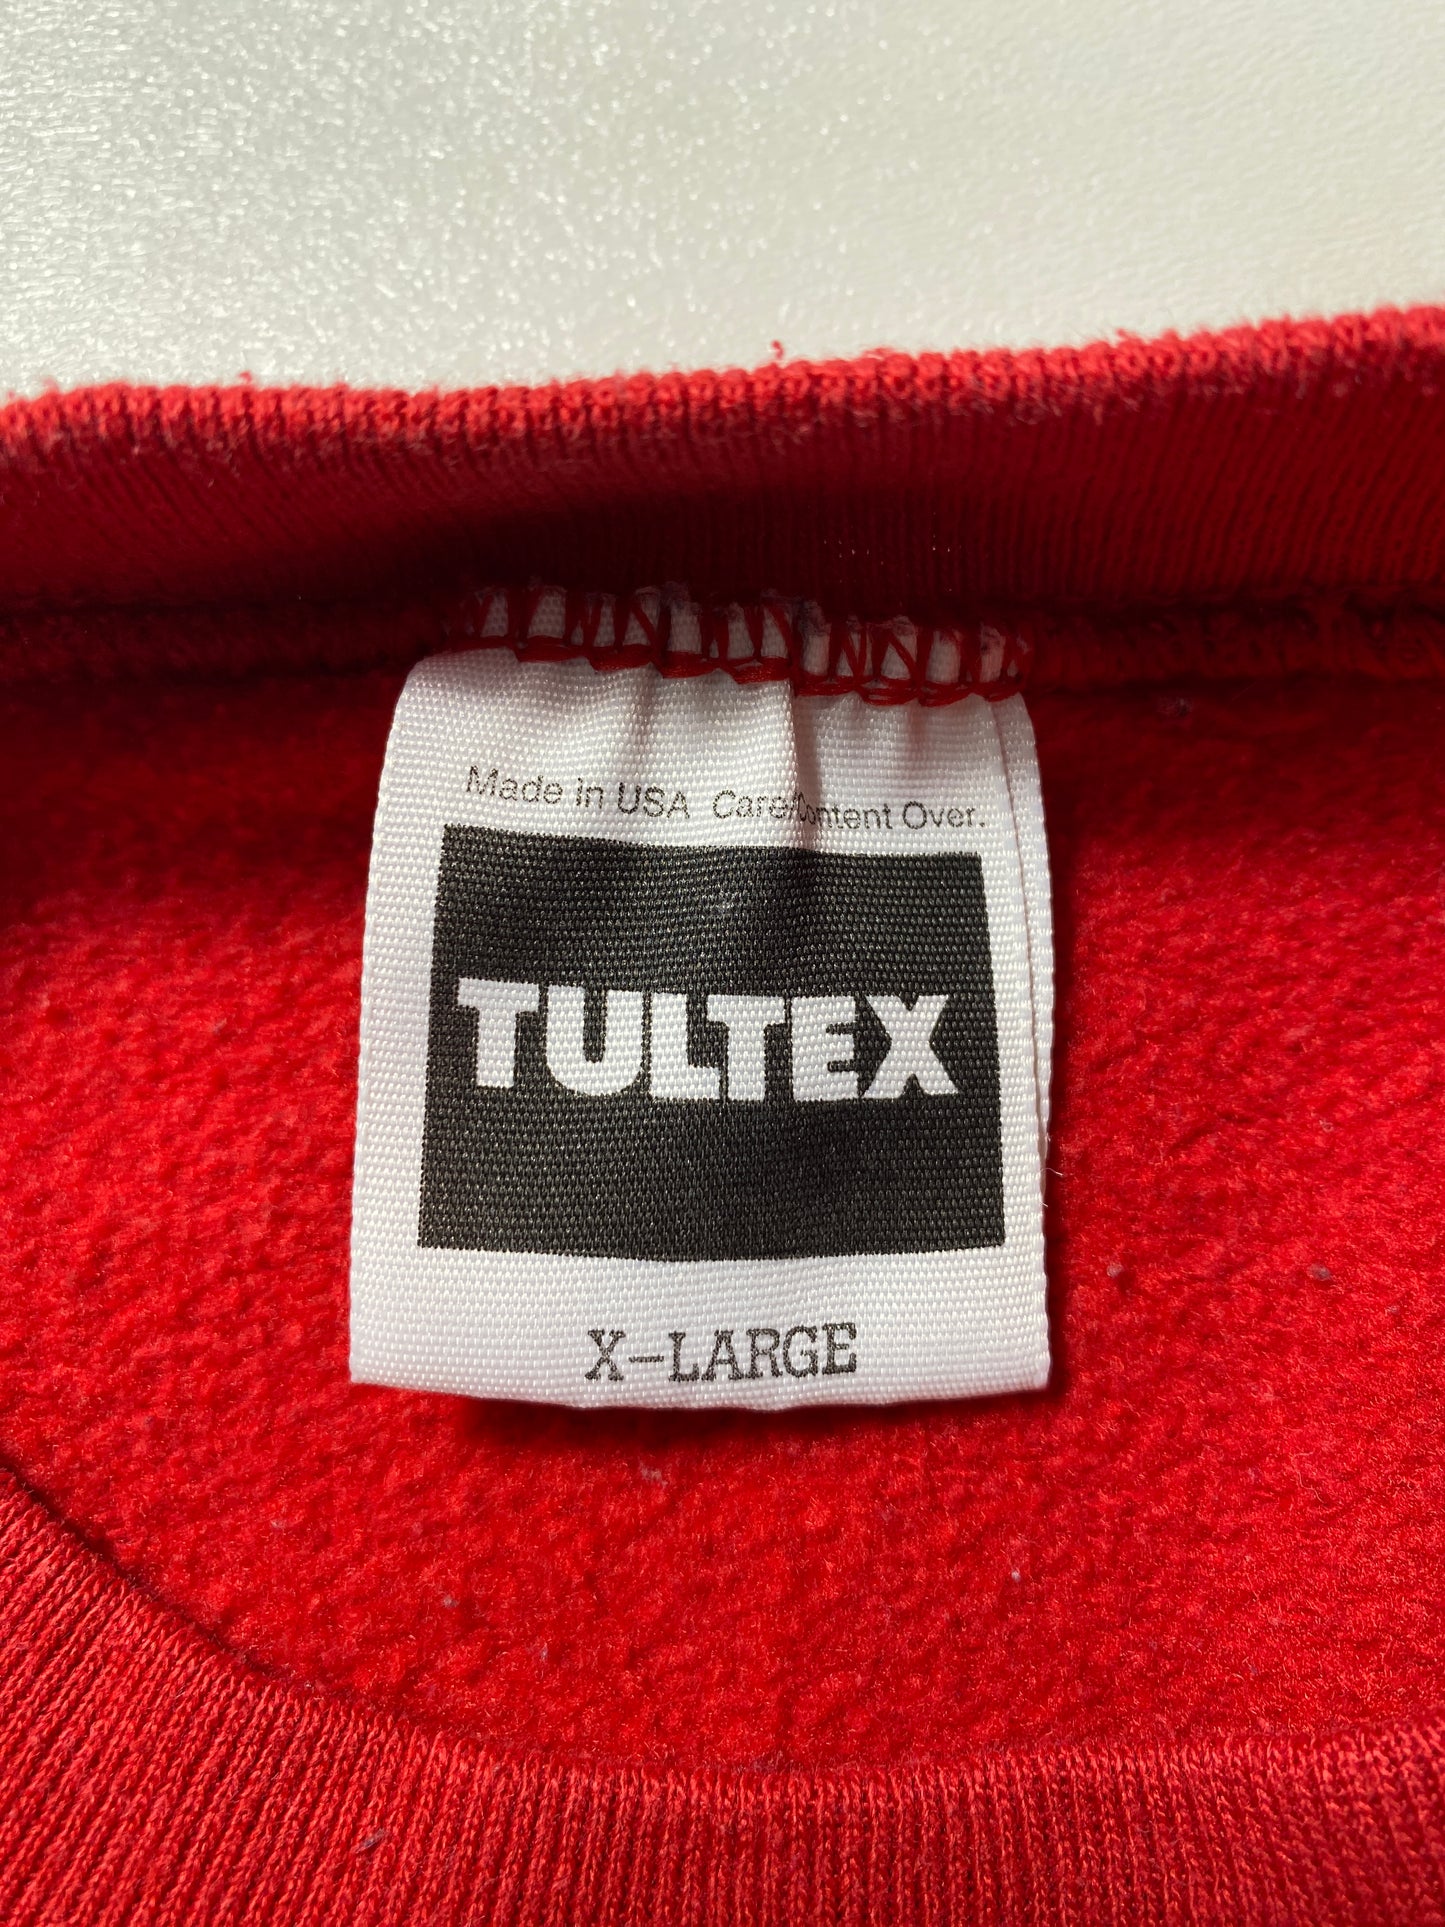 Made in USA Care/Content Over.
TULTEX
X-LARGE